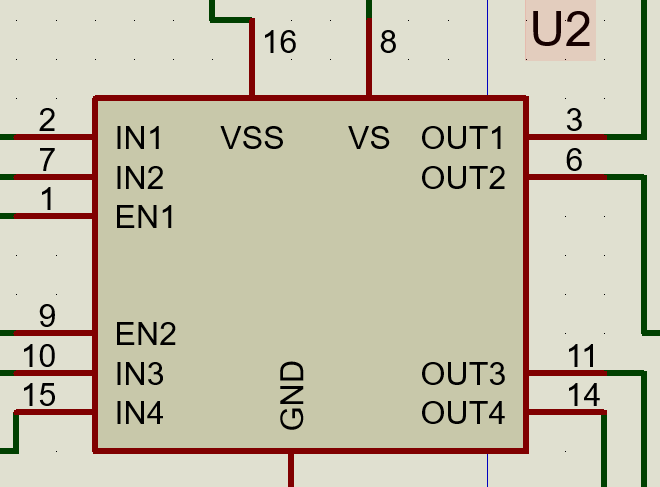 U2
16 8
2 IN1 VSS VS OUT1 3
7 IN2 OUT2 6
1 EN1
9 EN2
10 IN3 OUT3 11
15 IN4 GND OUT4 14